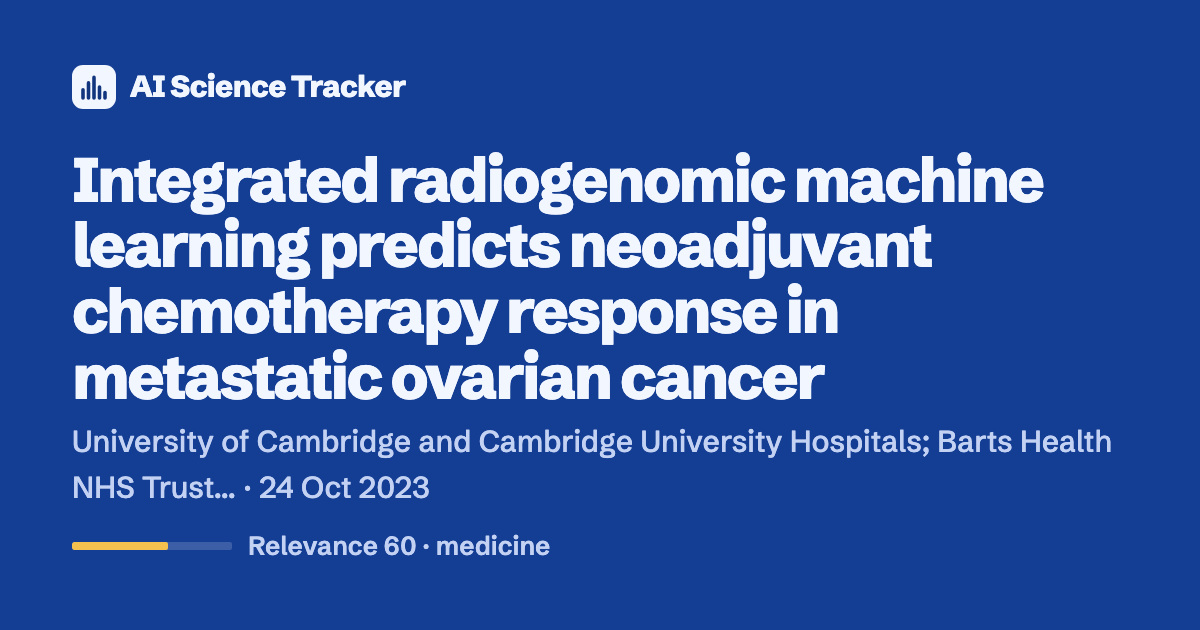 AI Science Tracker
Integrated radiogenomic machine
learning predicts neoadjuvant
chemotherapy response in
metastatic ovarian cancer
University of Cambridge and Cambridge University Hospitals; Barts Health
NHS Trust... · 24 Oct 2023
Relevance 60 · medicine